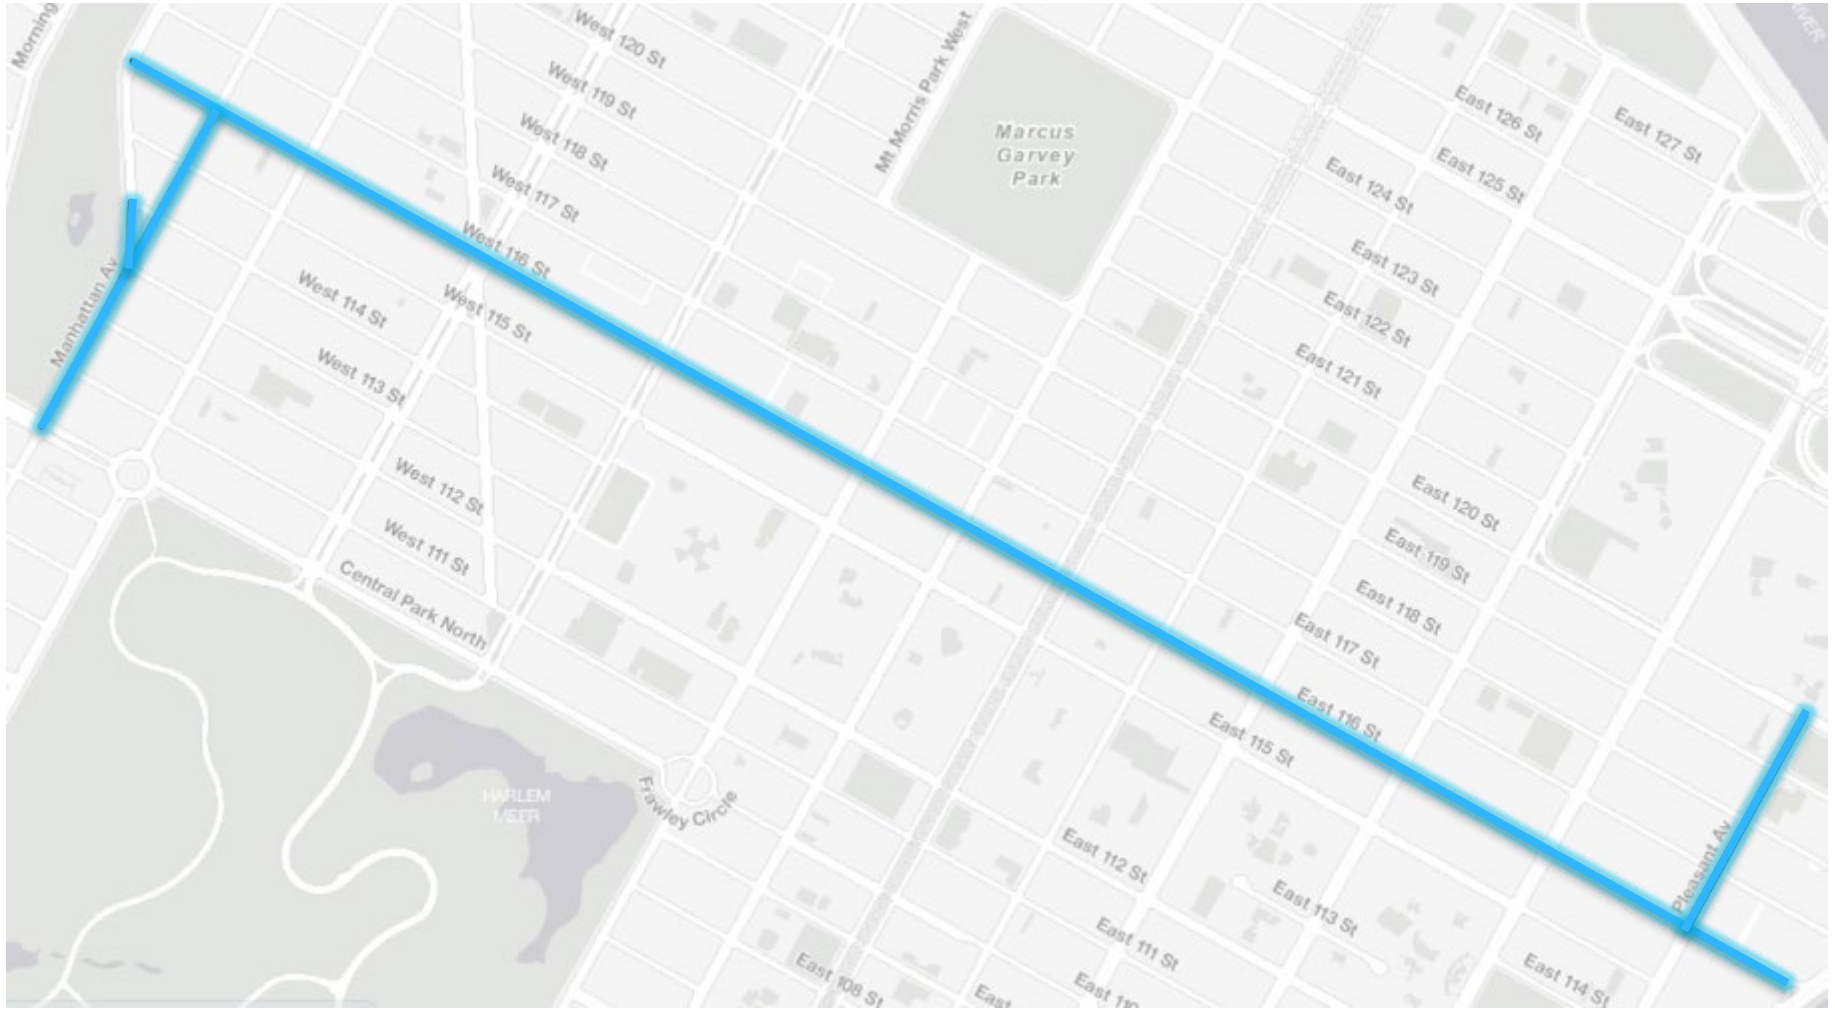 Morning
West 120 St
Mt Morris Park West
RIVER
West 119 St
East 126 St
East 127 St
Marcus
Garvey
Park
West 118 St
East 125 St
East 124 St
West 117 St
West 116 St
East 123 St
Manhattan Av
West 114 St
West 115 St
East 122 St
East 121 St
West 113 St
West 112 St
East 120 St
West 111 St
East 119 St
Central Park North
East 118 St
East 117 St
East 116 St
East 115 St
HARLEM
MEER
Frawley Circle
Pleasant Av
East 112 St
East 113 St
East 111 St
East 108 St
East 114 St
East
East 110